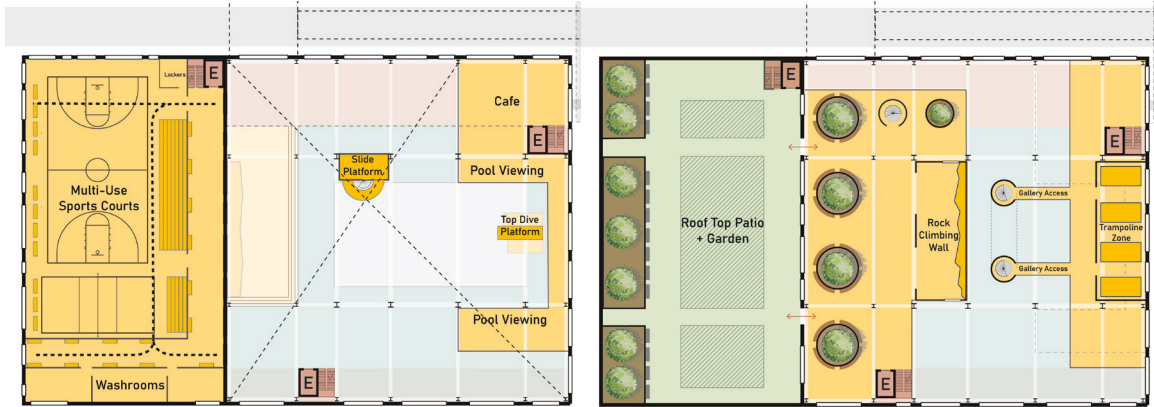 Lockers
E
Cafe
E
Slide
Platform
Pool Viewing
Multi-Use
Sports Courts
Top Dive
Platform
Pool Viewing
Washrooms
E
E
E
Roof Top Patio
+ Garden
Rock
Climbing
Wall
Gallery Access
Trampoline
Zone
Gallery Access
E